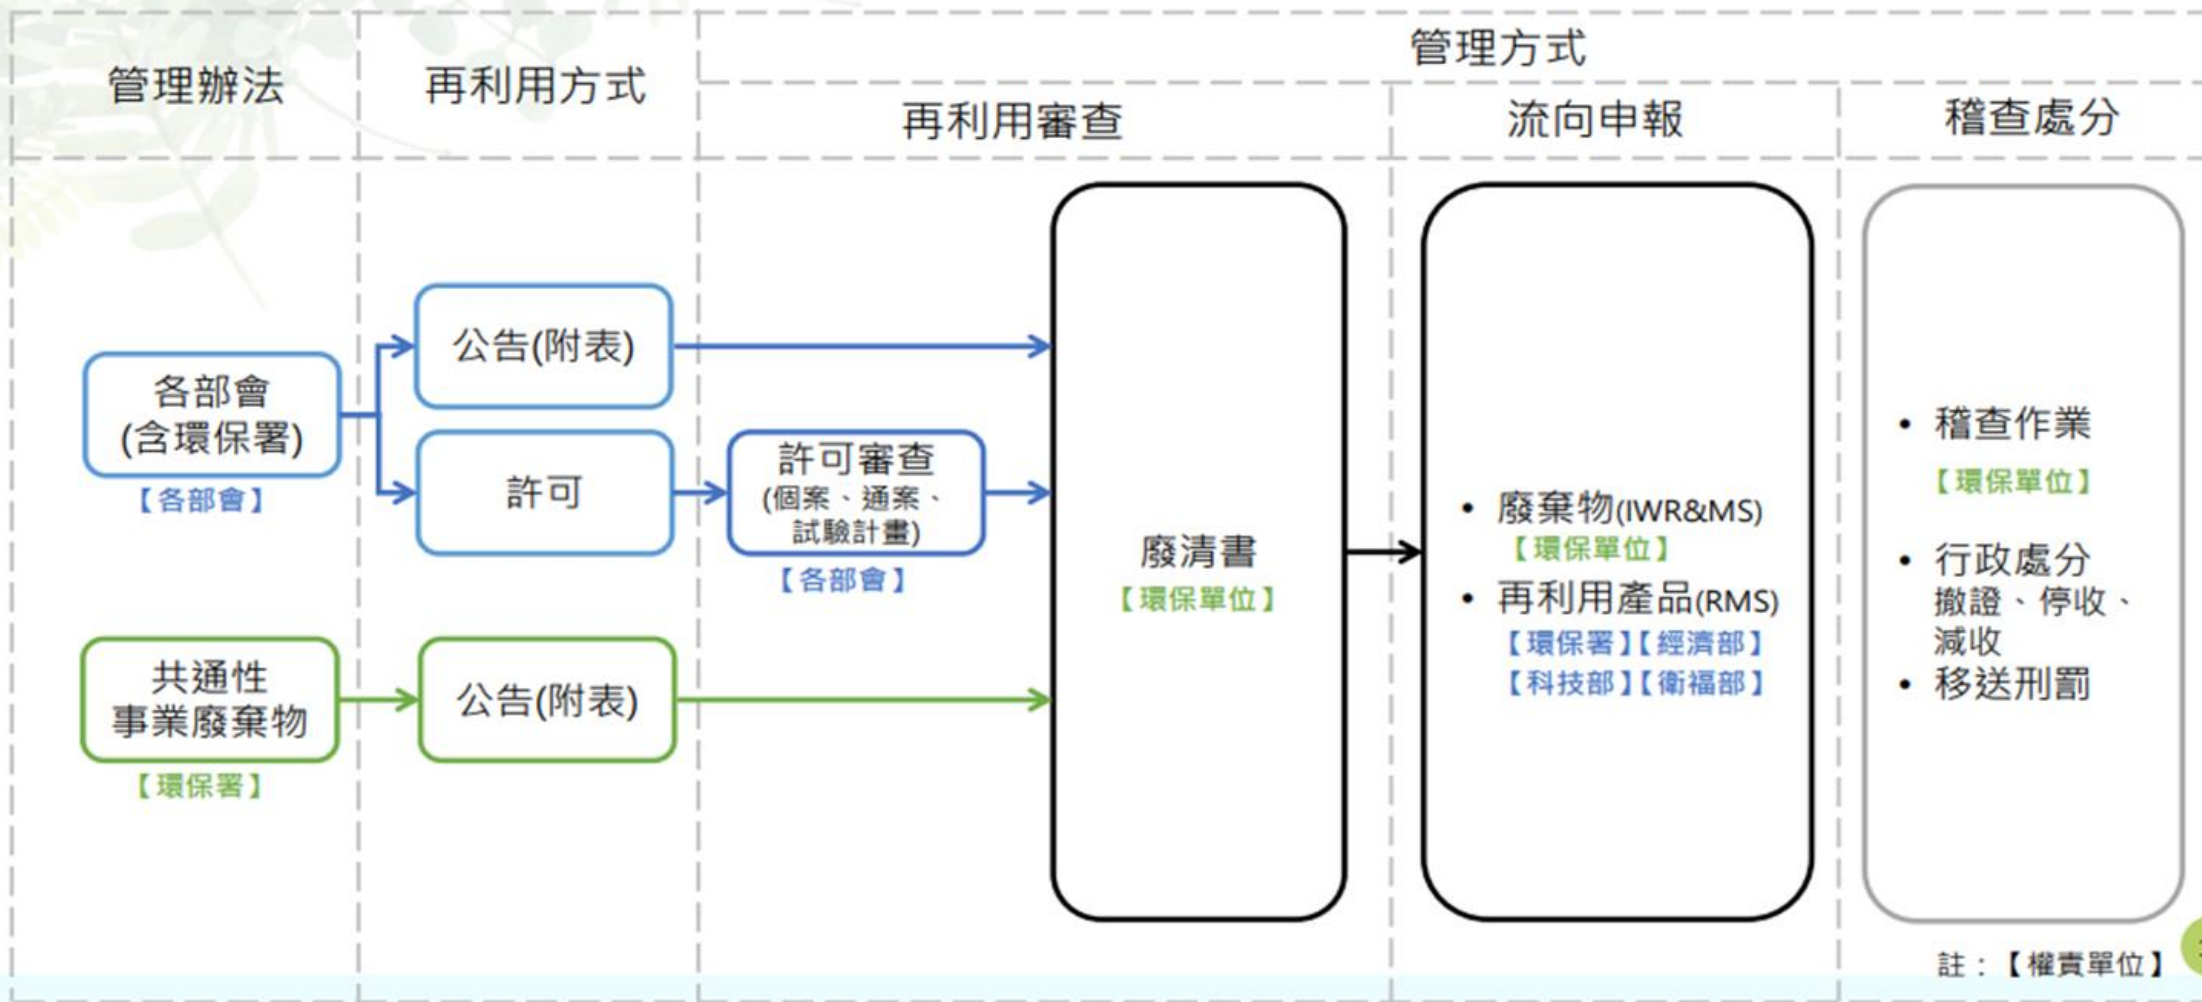 管理辦法
再利用方式
管理方式
再利用審查
流向申報
稽查處分
各部會
(含環保署)
【各部會】
公告(附表)
許可
許可審查
(個案、通案、
試驗計畫)
【各部會】
共通性
事業廢棄物
【環保署】
公告(附表)
廢清書
【環保單位】
• 廢棄物(IWR&MS)
【環保單位】
• 再利用產品(RMS)
【環保署】【經濟部】
【科技部】【衛福部】
• 稽查作業
【環保單位】
• 行政處分
撤證、停收、
減收
• 移送刑罰
註：【權責單位】